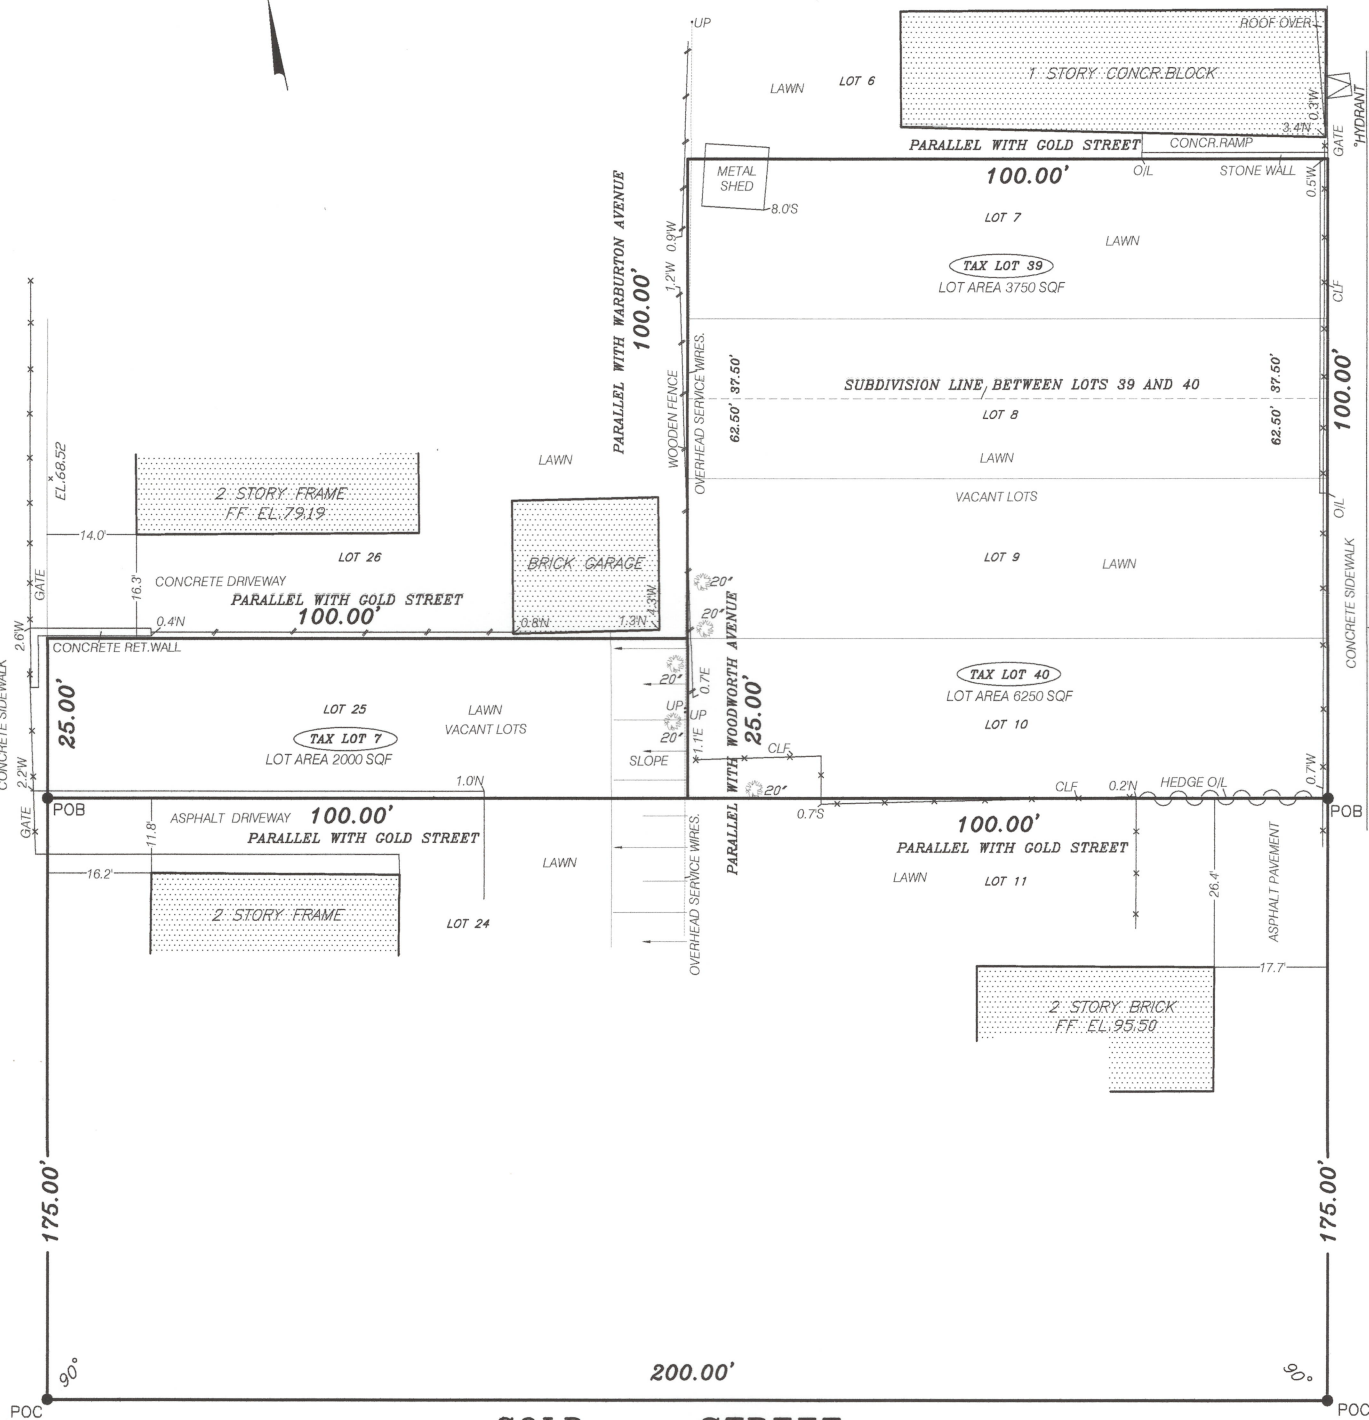 UP
ROOF OVER
1 STORY CONCR.BLOCK
LAWN
LOT 6
0.3'W
3.4'N
GATE
°HYDRANT
PARALLEL WITH GOLD STREET
CONCR.RAMP
100.00'
O/L
STONE WALL
0.5'W
METAL
SHED
8.0'S
LOT 7
LAWN
TAX LOT 39
LOT AREA 3750 SQF
CLF
PARALLEL WITH WARBURTON AVENUE
100.00'
0.9'W
1.2'W
OVERHEAD SERVICE WIRES.
WOODEN FENCE
37.50'
62.50'
SUBDIVISION LINE BETWEEN LOTS 39 AND 40
37.50'
62.50'
100.00'
LOT 8
LAWN
VACANT LOTS
O/L
EL.68.52
LAWN
2 STORY FRAME
FF EL.79.19
14.0'
LOT 26
BRICK GARAGE
LOT 9
LAWN
CONCRETE SIDEWALK
GATE
16.3'
CONCRETE DRIVEWAY
PARALLEL WITH GOLD STREET
100.00'
20"
20"
4.3'W
2.6'W
0.4'N
0.8'N
1.3'N
CONCRETE RET.WALL
CONCRETE SIDEWALK
25.00'
LOT 25
LAWN
VACANT LOTS
TAX LOT 7
LOT AREA 2000 SQF
20"
0.7'E
UP
UP
20"
1.1'E
SLOPE
PARALLEL WITH WOODWORTH AVENUE
25.00'
TAX LOT 40
LOT AREA 6250 SQF
LOT 10
CLF
2.2'W
1.0'N
20"
CLF
0.2'N
HEDGE O/L
0.7'W
POB
GATE
11.8'
ASPHALT DRIVEWAY
100.00'
PARALLEL WITH GOLD STREET
0.7'S
100.00'
PARALLEL WITH GOLD STREET
POB
16.2'
LAWN
OVERHEAD SERVICE WIRES.
LAWN
LOT 11
26.4'
ASPHALT PAVEMENT
2 STORY FRAME
LOT 24
17.7'
2 STORY BRICK
FF EL.95.50
175.00'
175.00'
90°
200.00'
90°
POC
POC
GOLD STREET